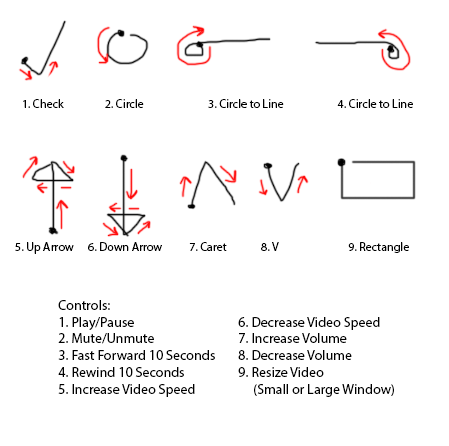 1. Check
2. Circle
3. Circle to Line
4. Circle to Line
5. Up Arrow
6. Down Arrow
7. Caret
8. V
9. Rectangle
Controls:
1. Play/Pause
2. Mute/Unmute
3. Fast Forward 10 Seconds
4. Rewind 10 Seconds
5. Increase Video Speed
6. Decrease Video Speed
7. Increase Volume
8. Decrease Volume
9. Resize Video
(Small or Large Window)